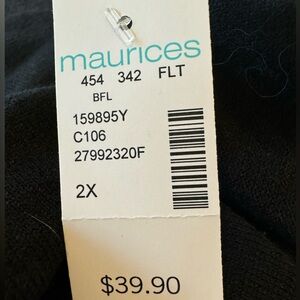 maurices
454 342 FLT
BFL
159895Y
C106
27992320F
2X
$39.90